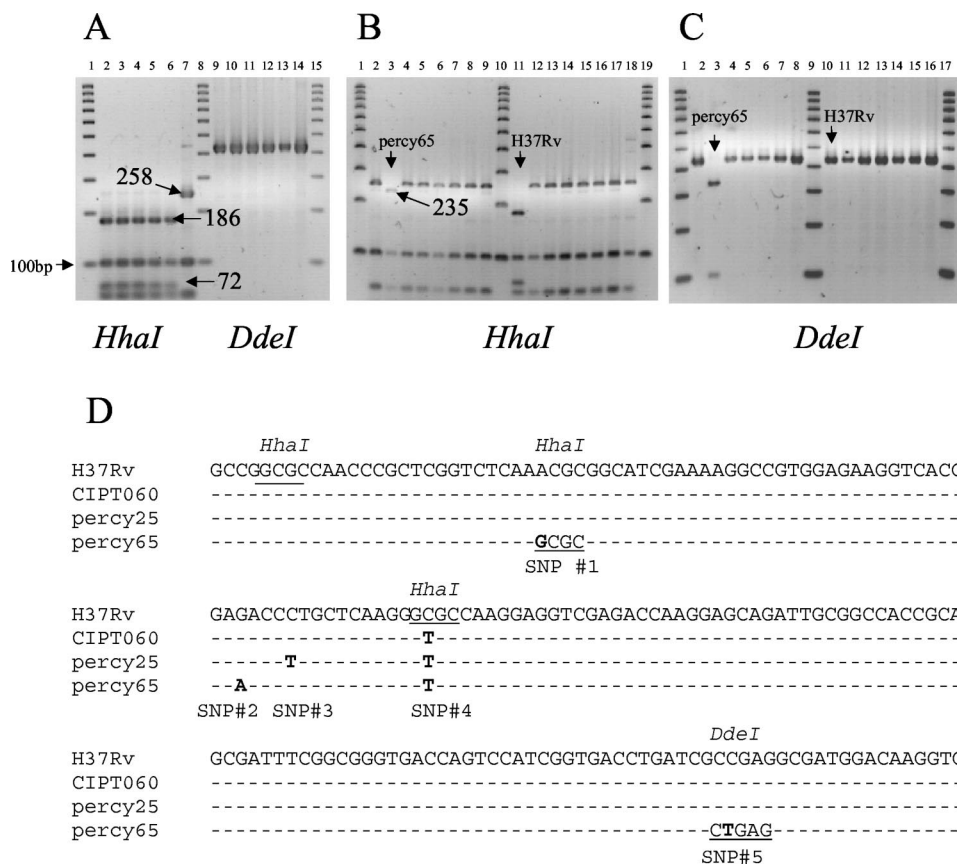 A B C
1 2 3 4 5 6 7 8 9 10 11 12 13 14 15
1 2 3 4 5 6 7 8 9 10 11 12 13 14 15 16 17 18 19
1 2 3 4 5 6 7 8 9 10 11 12 13 14 15 16 17
258
186
100bp
72
percy65
H37Rv
235
percy65
H37Rv
HhaI DdeI
HhaI
DdeI
D
HhaI HhaI
H37Rv GCCGGCGCCAACCCGCTCGGTCTCAAACGCGGCATCGAAAAGGCCGTGGAGAAGGTCACC
CIPT060 ------------------------------------------------------------
percy25 ------------------------------------------------------------
percy65 --------------------------GCGC------------------------------
SNP #1
HhaI
H37Rv GAGACCCTGCTCAAGGGCGCCAAGGAGGTCGAGACCAAGGAGCAGATTGCGGCCACCGCA
CIPT060 -----------------T------------------------------------------
percy25 ------T----------T------------------------------------------
percy65 --A--------------T------------------------------------------
SNP#2 SNP#3 SNP#4
DdeI
H37Rv GCGATTTCGGCGGGTGACCAGTCCATCGGTGACCTGATCGCCGAGGCGATGGACAAGGTG
CIPT060 ------------------------------------------------------------
percy25 ------------------------------------------------------------
percy65 ----------------------------------------CTGAG---------------
SNP#5